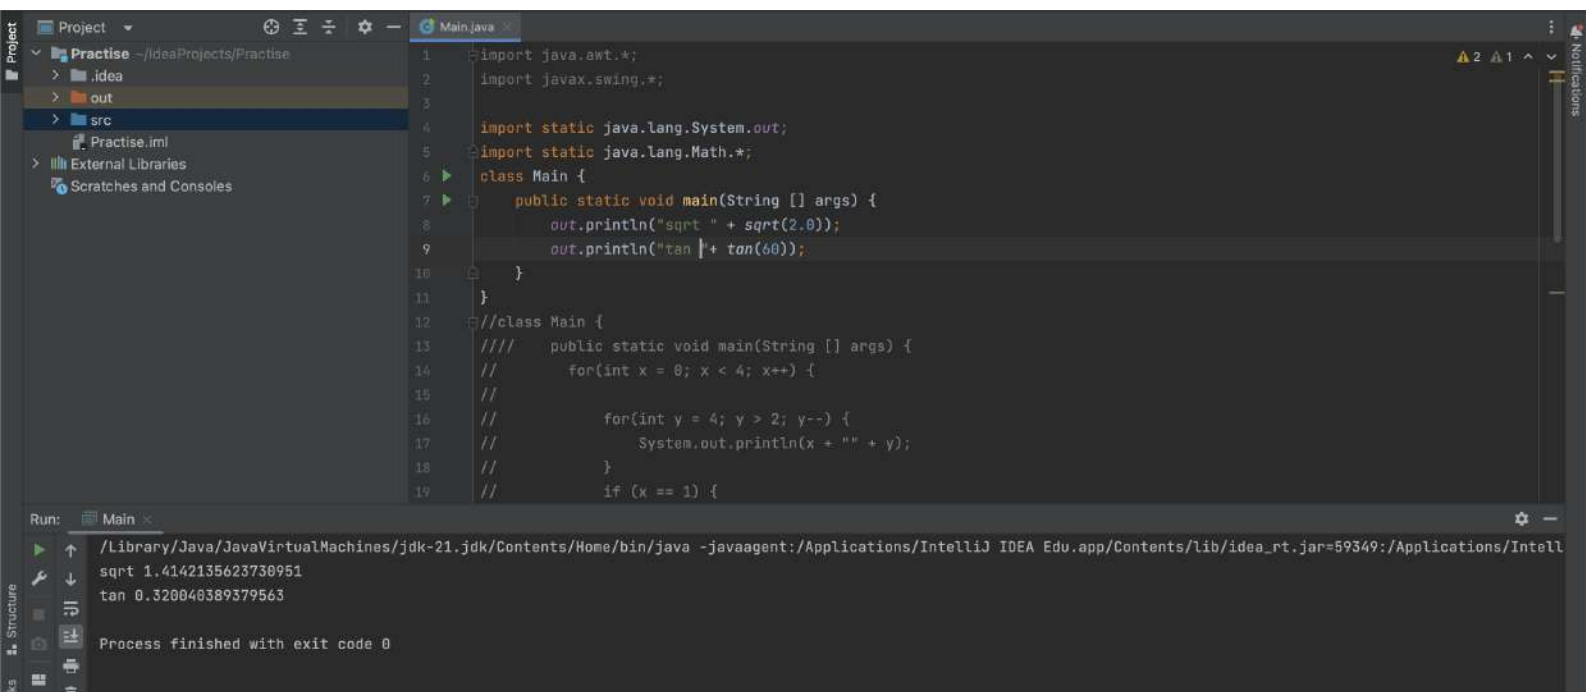 Project
Project
Main.java
Practise ~/IdeaProjects/Practise
.idea
out
src
Practise.iml
External Libraries
Scratches and Consoles
2 1
Notifications
1 import java.awt.*;
2 import javax.swing.*;
3
4 import static java.lang.System.out;
5 import static java.lang.Math.*;
6 class Main {
7 public static void main(String [] args) {
8 out.println("sqrt " + sqrt(2.0));
9 out.println("tan "+ tan(60));
10 }
11 }
12 //class Main {
13 //// public static void main(String [] args) {
14 // for(int x = 0; x < 4; x++) {
15 //
16 // for(int y = 4; y > 2; y--) {
17 // System.out.println(x + "" + y);
18 // }
19 // if (x == 1) {
Run: Main
/Library/Java/JavaVirtualMachines/jdk-21.jdk/Contents/Home/bin/java -javaagent:/Applications/IntelliJ IDEA Edu.app/Contents/lib/idea_rt.jar=59349:/Applications/Intell
sqrt 1.4142135623730951
tan 0.320040389379563
Process finished with exit code 0
Structure
ks